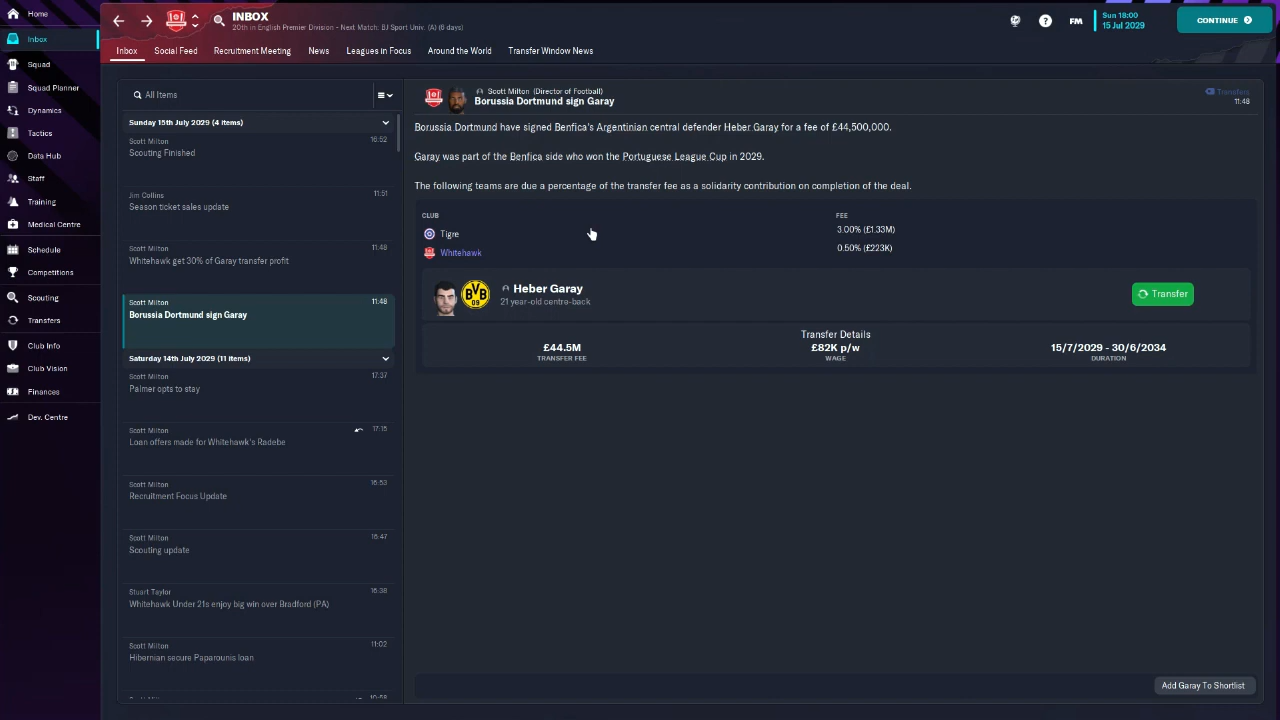 Home
Inbox
Squad
Squad Planner
Dynamics
Tactics
Data Hub
Staff
Training
Medical Centre
Schedule
Competitions
Scouting
Transfers
Club Info
Club Vision
Finances
Dev. Centre
INBOX
20th in English Premier Division - Next Match: BJ Sport Univ. (A) (6 days)
FM
Sun 18:00
15 Jul 2029
CONTINUE
Inbox
Social Feed
Recruitment Meeting
News
Leagues in Focus
Around the World
Transfer Window News
All Items
Sunday 15th July 2029 (4 items)
Scott Milton
16:52
Scouting Finished
Jim Collins
11:51
Season ticket sales update
Scott Milton
11:48
Whitehawk get 30% of Garay transfer profit
Scott Milton
11:48
Borussia Dortmund sign Garay
Saturday 14th July 2029 (11 items)
Scott Milton
17:37
Palmer opts to stay
Scott Milton
17:15
Loan offers made for Whitehawk's Radebe
Scott Milton
16:53
Recruitment Focus Update
Scott Milton
16:47
Scouting update
Stuart Taylor
16:38
Whitehawk Under 21s enjoy big win over Bradford (PA)
Scott Milton
11:02
Hibernian secure Paparounis loan
10:58
Scott Milton (Director of Football)
Borussia Dortmund sign Garay
Transfers
11:48
Borussia Dortmund have signed Benfica's Argentinian central defender Heber Garay for a fee of £44,500,000.
Garay was part of the Benfica side who won the Portuguese League Cup in 2029.
The following teams are due a percentage of the transfer fee as a solidarity contribution on completion of the deal.
CLUB
FEE
Tigre
3.00% (£1.33M)
Whitehawk
0.50% (£223K)
BVB
09
Heber Garay
21 year-old centre-back
Transfer
Transfer Details
£44.5M
£82K p/w
15/7/2029 - 30/6/2034
TRANSFER FEE
WAGE
DURATION
Add Garay To Shortlist